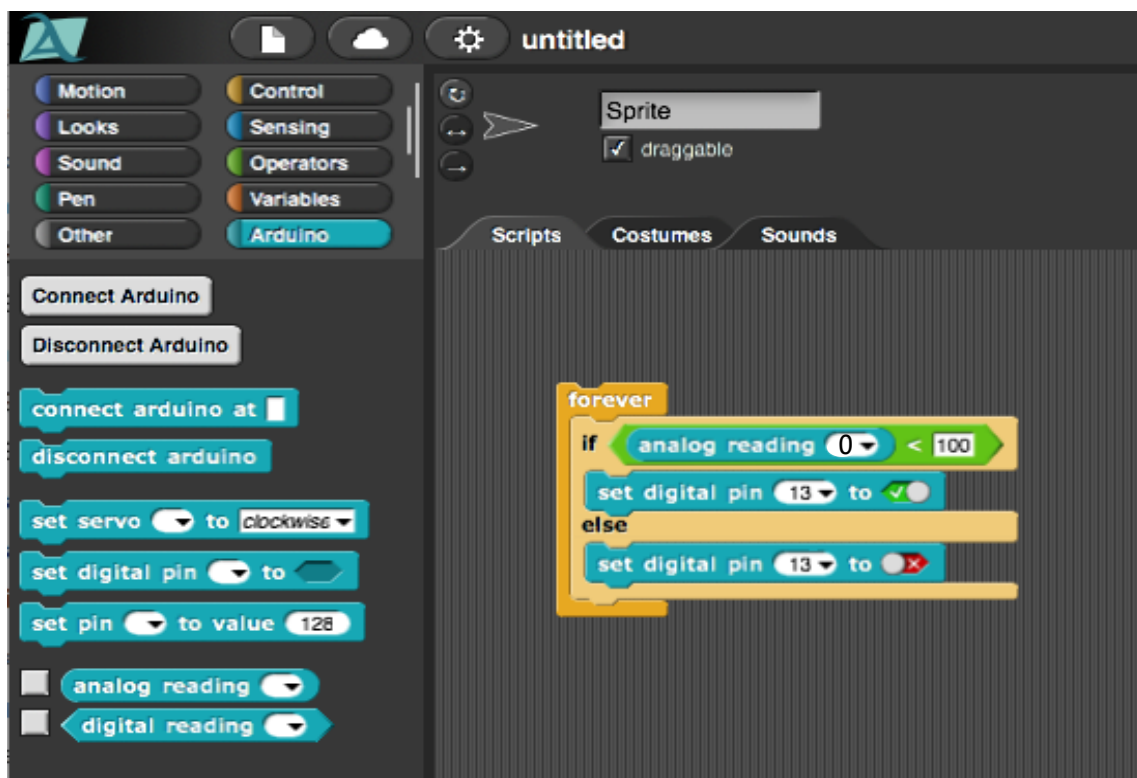 untitled
Motion
Control
Looks
Sensing
Sound
Operators
Pen
Variables
Other
Arduino
Sprite
draggable
Scripts
Costumes
Sounds
Connect Arduino
Disconnect Arduino
connect arduino at
disconnect arduino
set servo to clockwise
set digital pin to
set pin to value 128
analog reading
digital reading
forever
if analog reading 0 < 100
set digital pin 13 to
else
set digital pin 13 to